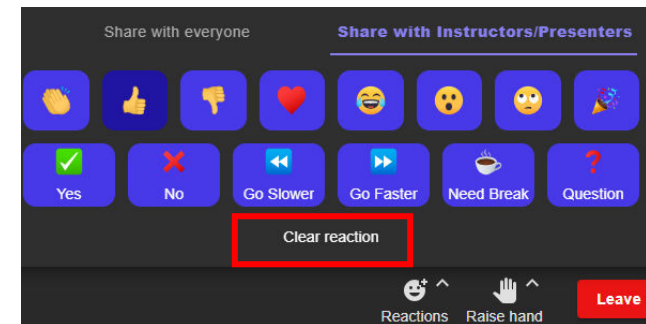 Share with everyone Share with Instructors/Presenters
Yes No Go Slower Go Faster Need Break Question
Clear reaction
Reactions Raise hand Leave